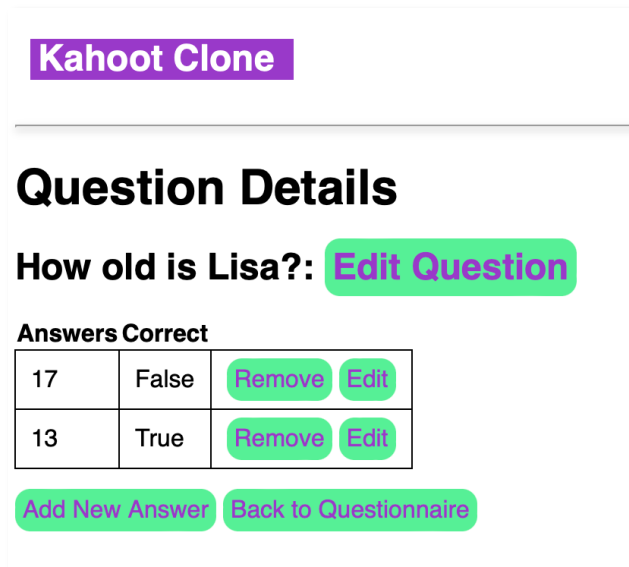 Kahoot Clone
Question Details
How old is Lisa?: Edit Question
Answers Correct
17 False Remove Edit
13 True Remove Edit
Add New Answer Back to Questionnaire